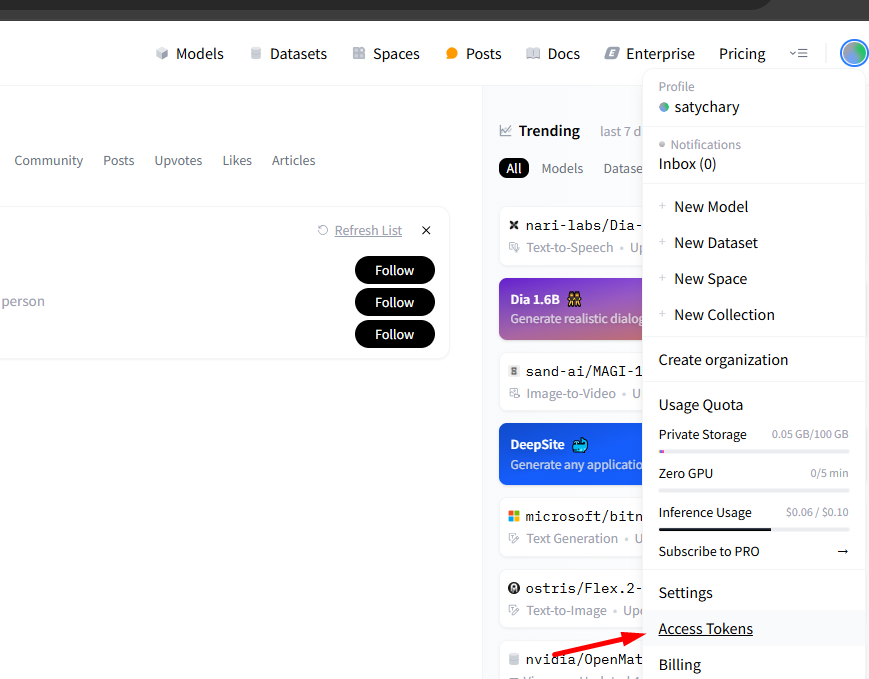 Models Datasets Spaces Posts Docs Enterprise Pricing
Community Posts Upvotes Likes Articles
Refresh List
Follow
person
Follow
Follow
Trending last 7 d
All Models Datase
nari-labs/Dia-
Text-to-Speech • Up
Dia 1.6B
Generate realistic dialog
sand-ai/MAGI-1
Image-to-Video • U
DeepSite
Generate any applicatio
microsoft/bitn
Text Generation • U
ostris/Flex.2-
Text-to-Image • Upd
nvidia/OpenMat
Profile
satychary
Notifications
Inbox (0)
+ New Model
+ New Dataset
+ New Space
+ New Collection
Create organization
Usage Quota
Private Storage 0.05 GB/100 GB
Zero GPU 0/5 min
Inference Usage $0.06 / $0.10
Subscribe to PRO →
Settings
Access Tokens
Billing